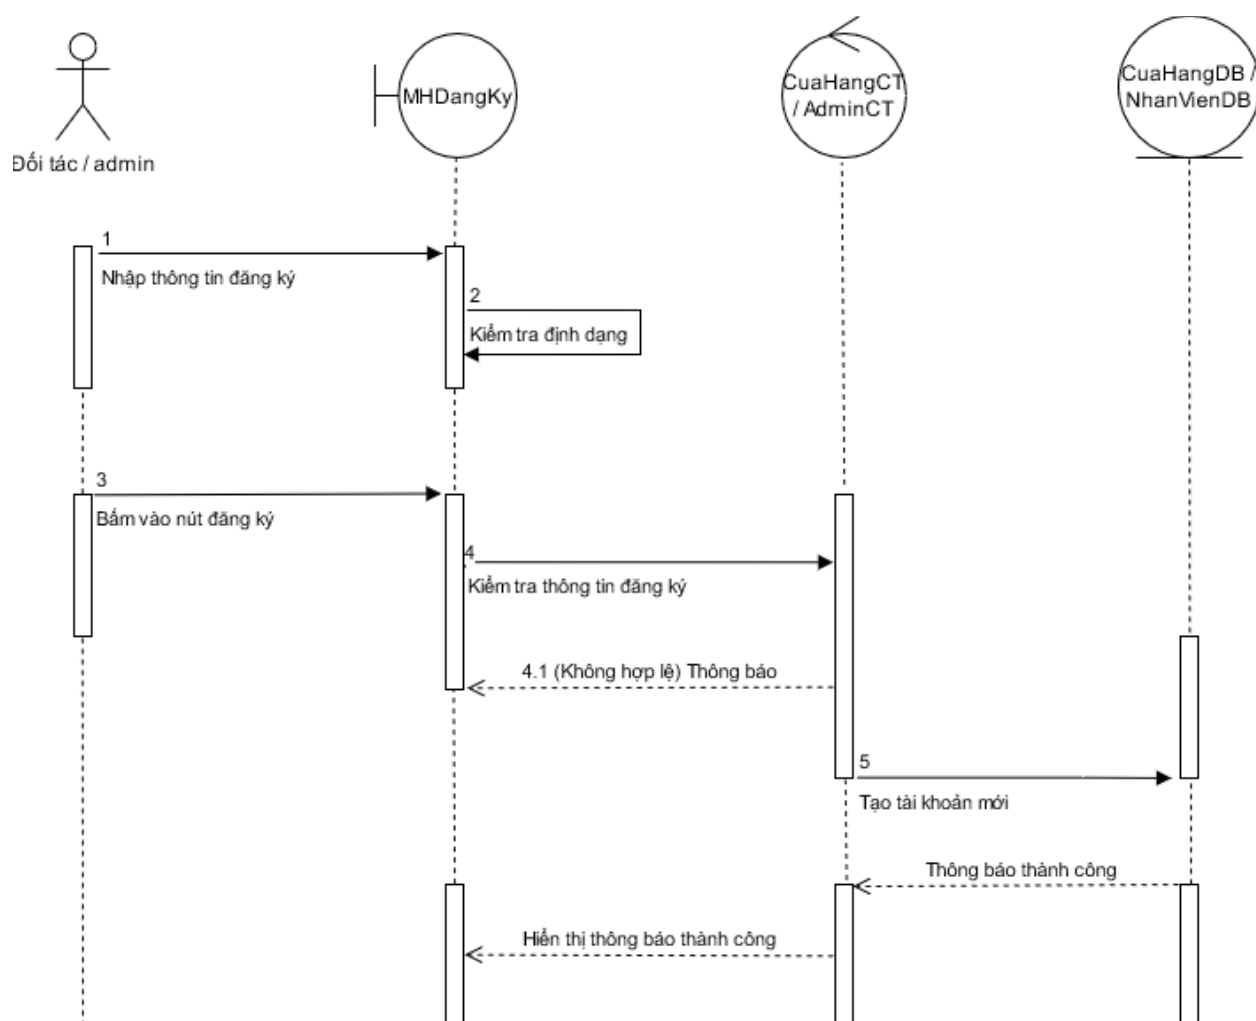 Đối tác / admin
MHDangKy
CuaHangCT
/ AdminCT
CuaHangDB /
NhanVienDB
1
Nhập thông tin đăng ký
2
Kiểm tra định dạng
3
Bấm vào nút đăng ký
4
Kiểm tra thông tin đăng ký
4.1 (Không hợp lệ) Thông báo
5
Tạo tài khoản mới
Thông báo thành công
Hiển thị thông báo thành công